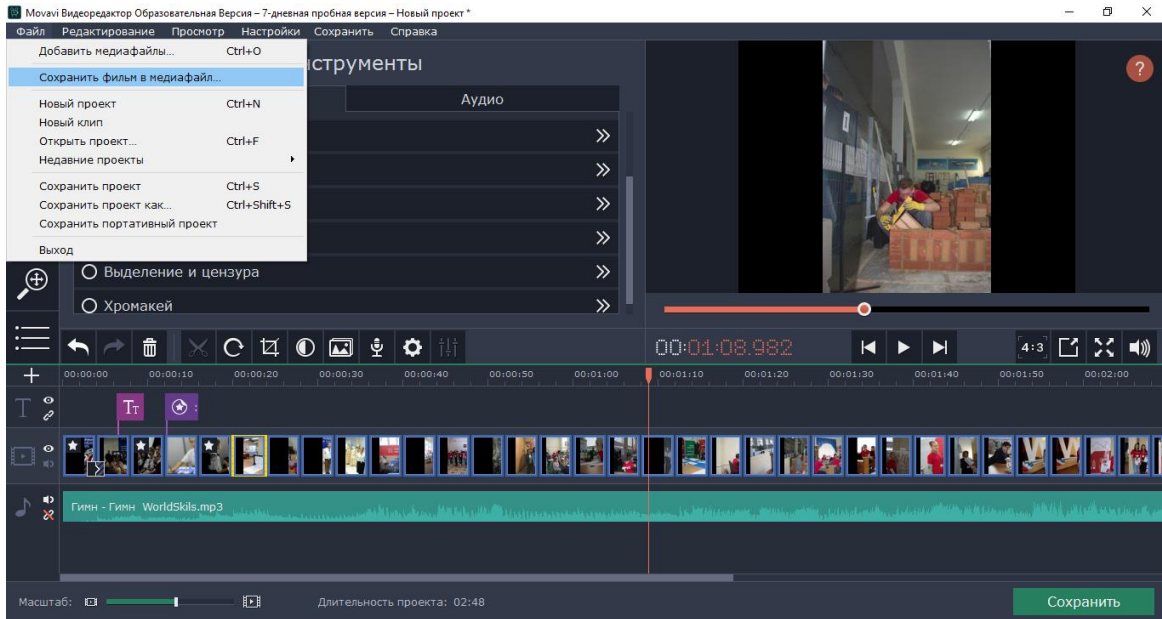 Movavi Видеоредактор Образовательная Версия – 7-дневная пробная версия – Новый проект *
Файл Редактирование Просмотр Настройки Сохранить Справка
Добавить медиафайлы... Ctrl+O
Сохранить фильм в медиафайл...
Новый проект Ctrl+N
Новый клип
Открыть проект... Ctrl+F
Недавние проекты
Сохранить проект Ctrl+S
Сохранить проект как... Ctrl+Shift+S
Сохранить портативный проект
Выход
струменты
Аудио
?
Выделение и цензура
Хромакей
00:01:08.982
4:3
00:00:00 00:00:10 00:00:20 00:00:30 00:00:40 00:00:50 00:01:00 00:01:10 00:01:20 00:01:30 00:01:40 00:01:50 00:02:00
Гимн - Гимн WorldSkils.mp3
Масштаб:
Длительность проекта: 02:48
Сохранить